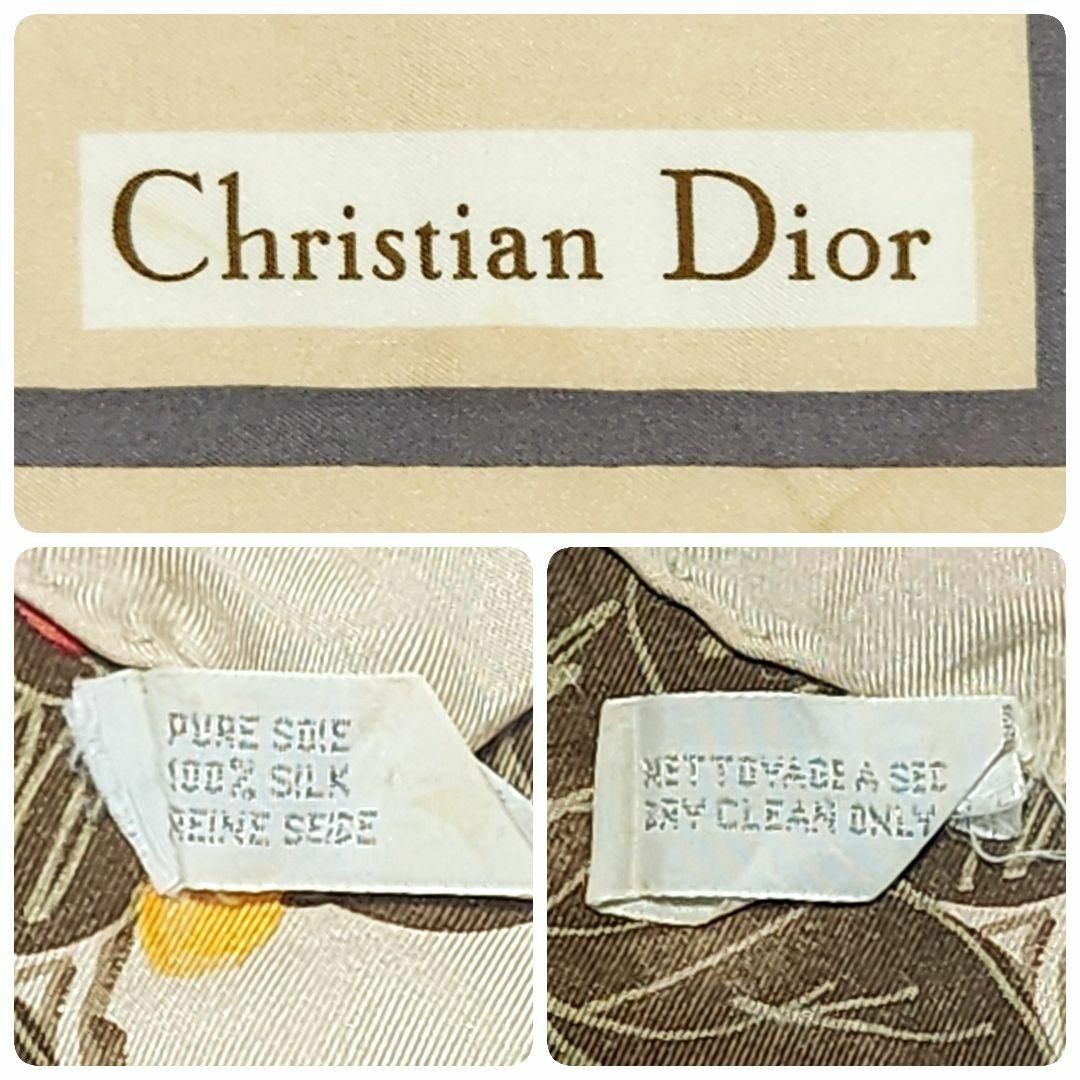 Christian Dior
PURE SOIE
100% SILK
REINE SEIDE
NETTOYAGE A SEC
DRY CLEAN ONLY